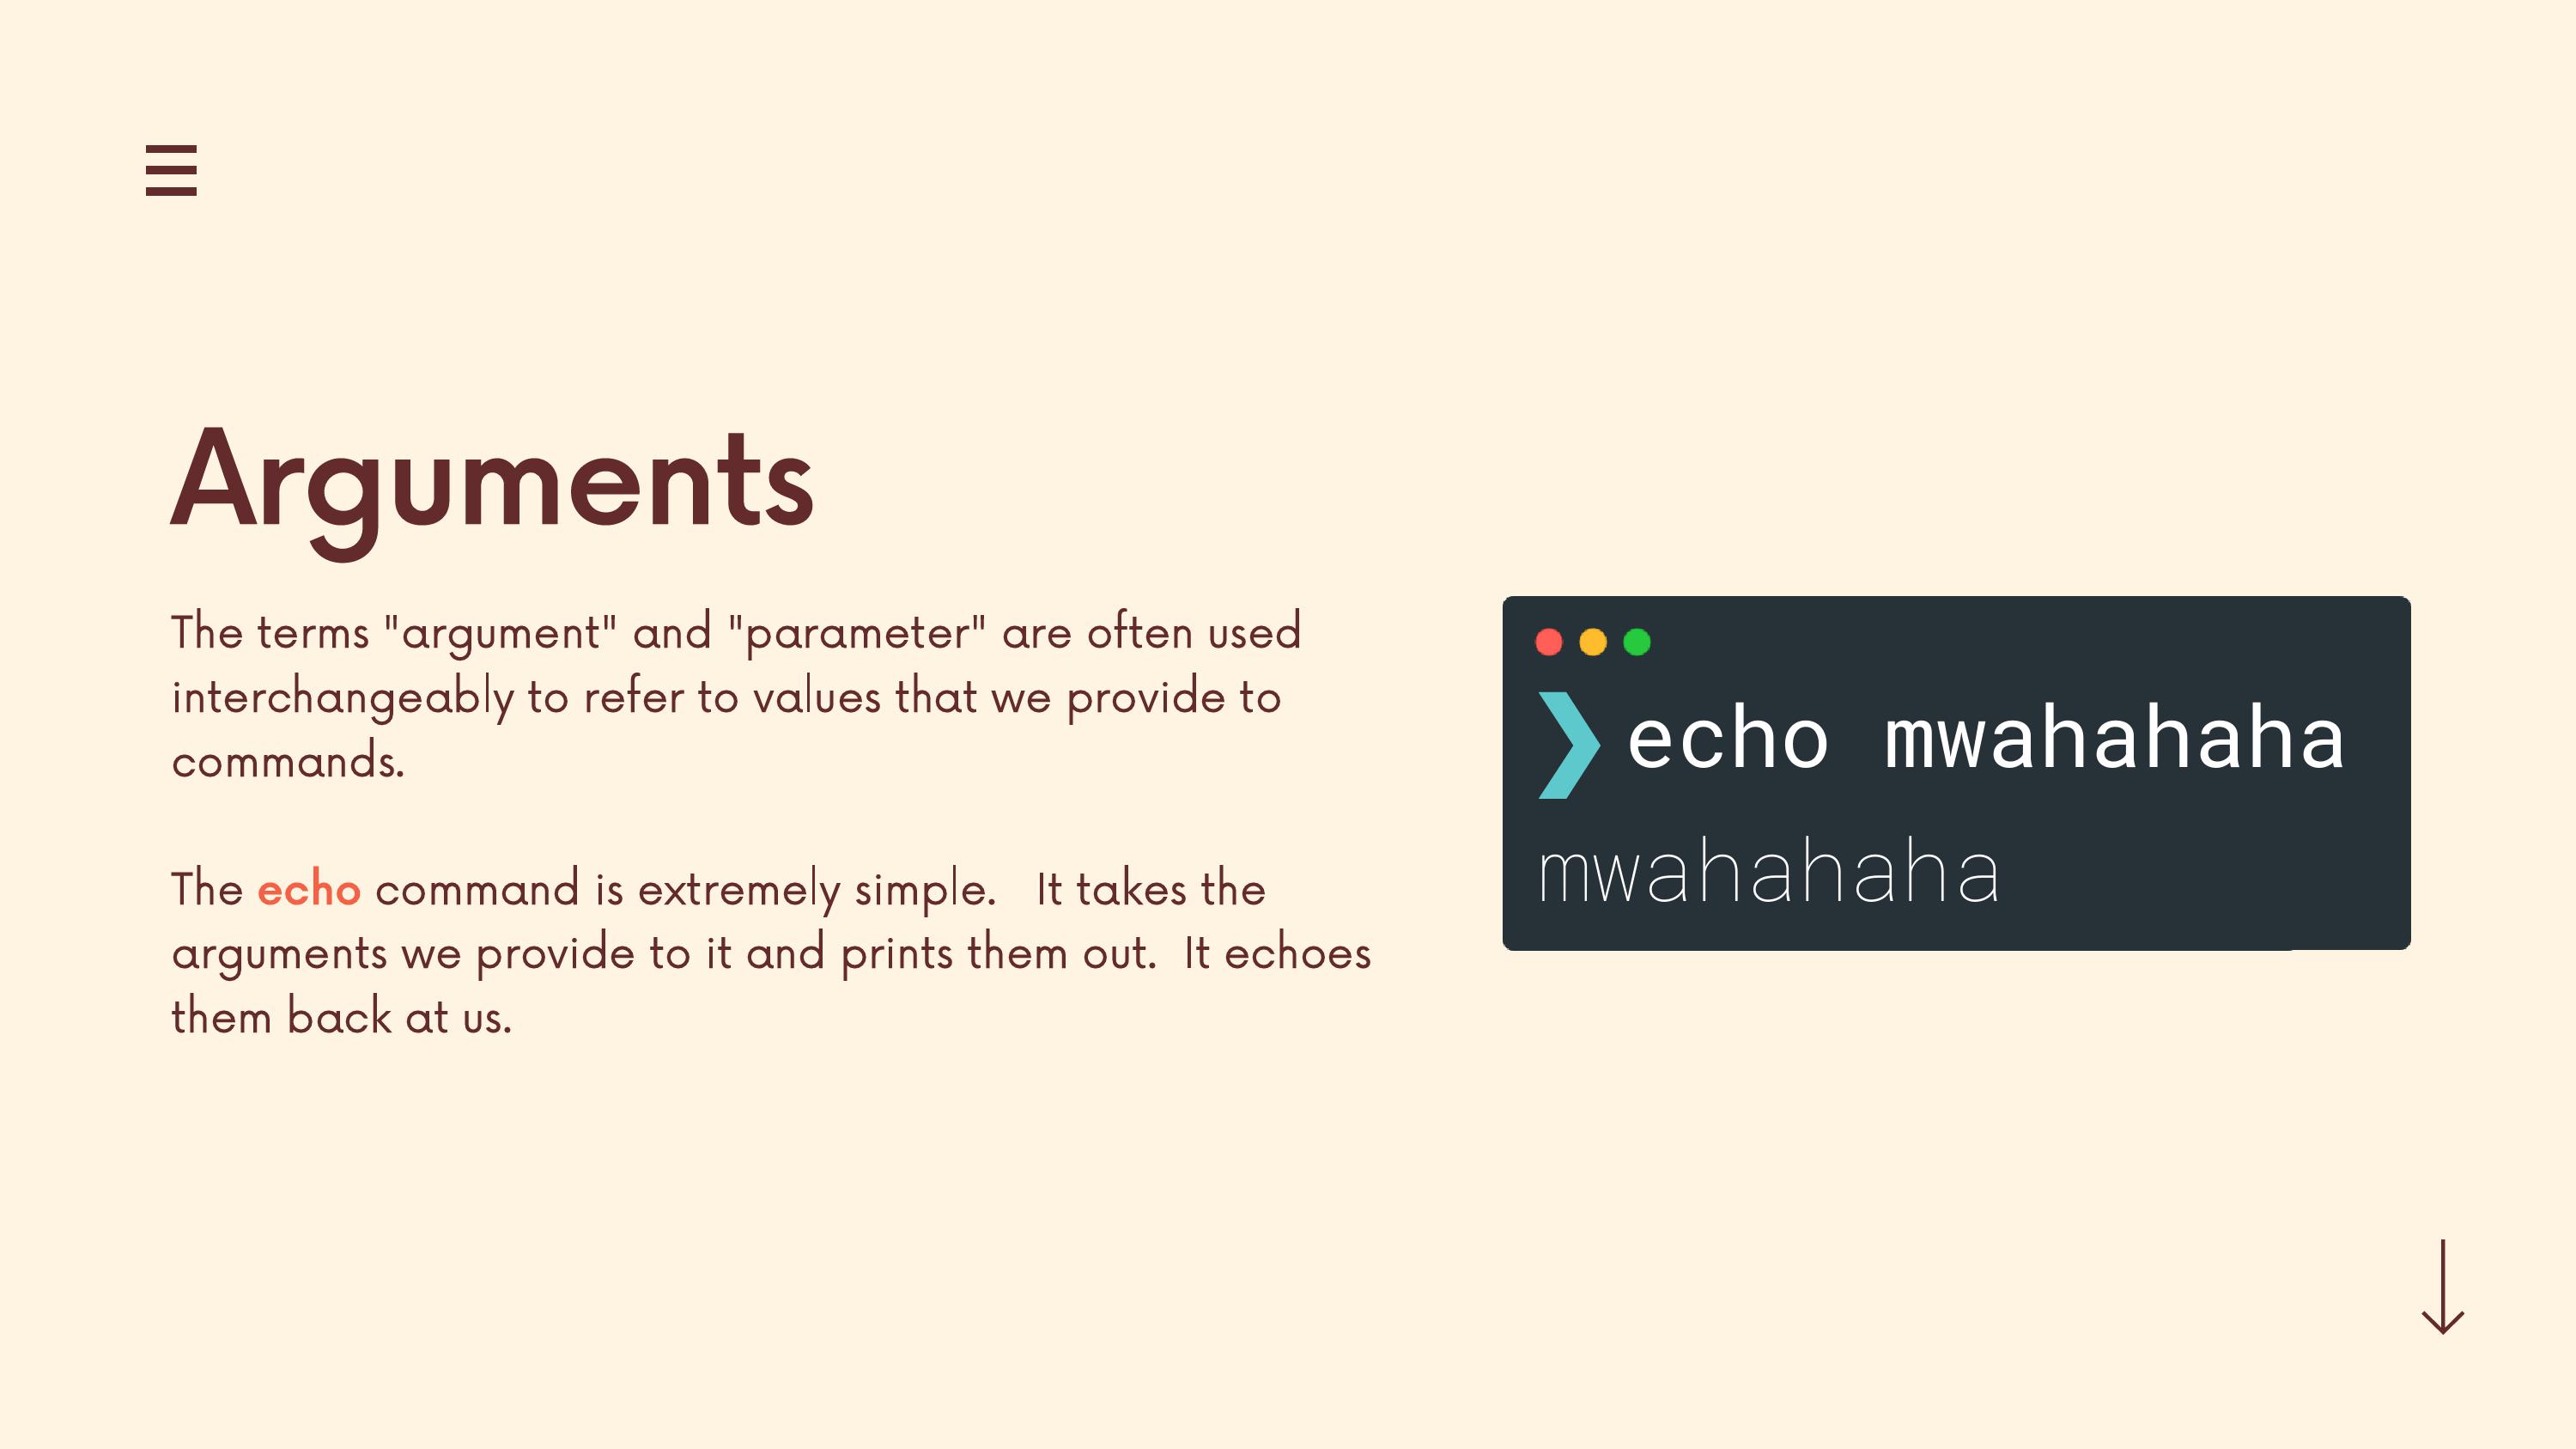 Arguments
The terms "argument" and "parameter" are often used
interchangeably to refer to values that we provide to
commands.
The echo command is extremely simple.   It takes the
arguments we provide to it and prints them out.  It echoes
them back at us.
❯ echo mwahahaha
mwahahaha